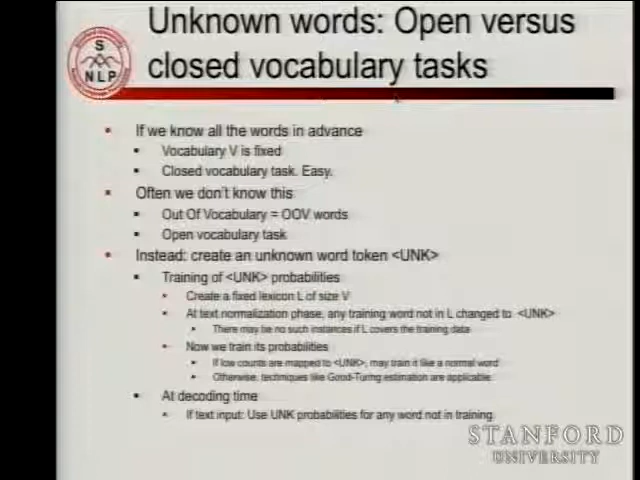 Unknown words: Open versus
closed vocabulary tasks
S
NLP
If we know all the words in advance
Vocabulary V is fixed
Closed vocabulary task. Easy.
Often we don't know this
Out Of Vocabulary = OOV words
Open vocabulary task
Instead: create an unknown word token <UNK>
Training of <UNK> probabilities
Create a fixed lexicon L of size V
At text normalization phase, any training word not in L changed to <UNK>
There may be no such instances if L covers the training data
Now we train its probabilities
If low counts are mapped to <UNK>, may train it like a normal word
Otherwise, techniques like Good-Turing estimation are applicable
At decoding time
If text input: Use UNK probabilities for any word not in training
STANFORD
UNIVERSITY